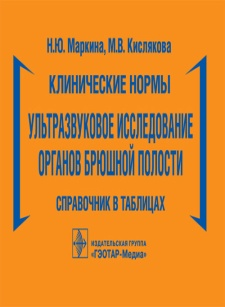 Н.Ю. Маркина, М.В. Кислякова
КЛИНИЧЕСКИЕ НОРМЫ
УЛЬТРАЗВУКОВОЕ ИССЛЕДОВАНИЕ
ОРГАНОВ БРЮШНОЙ ПОЛОСТИ
СПРАВОЧНИК В ТАБЛИЦАХ
ИЗДАТЕЛЬСКАЯ ГРУППА
«ГЭОТАР-Медиа»